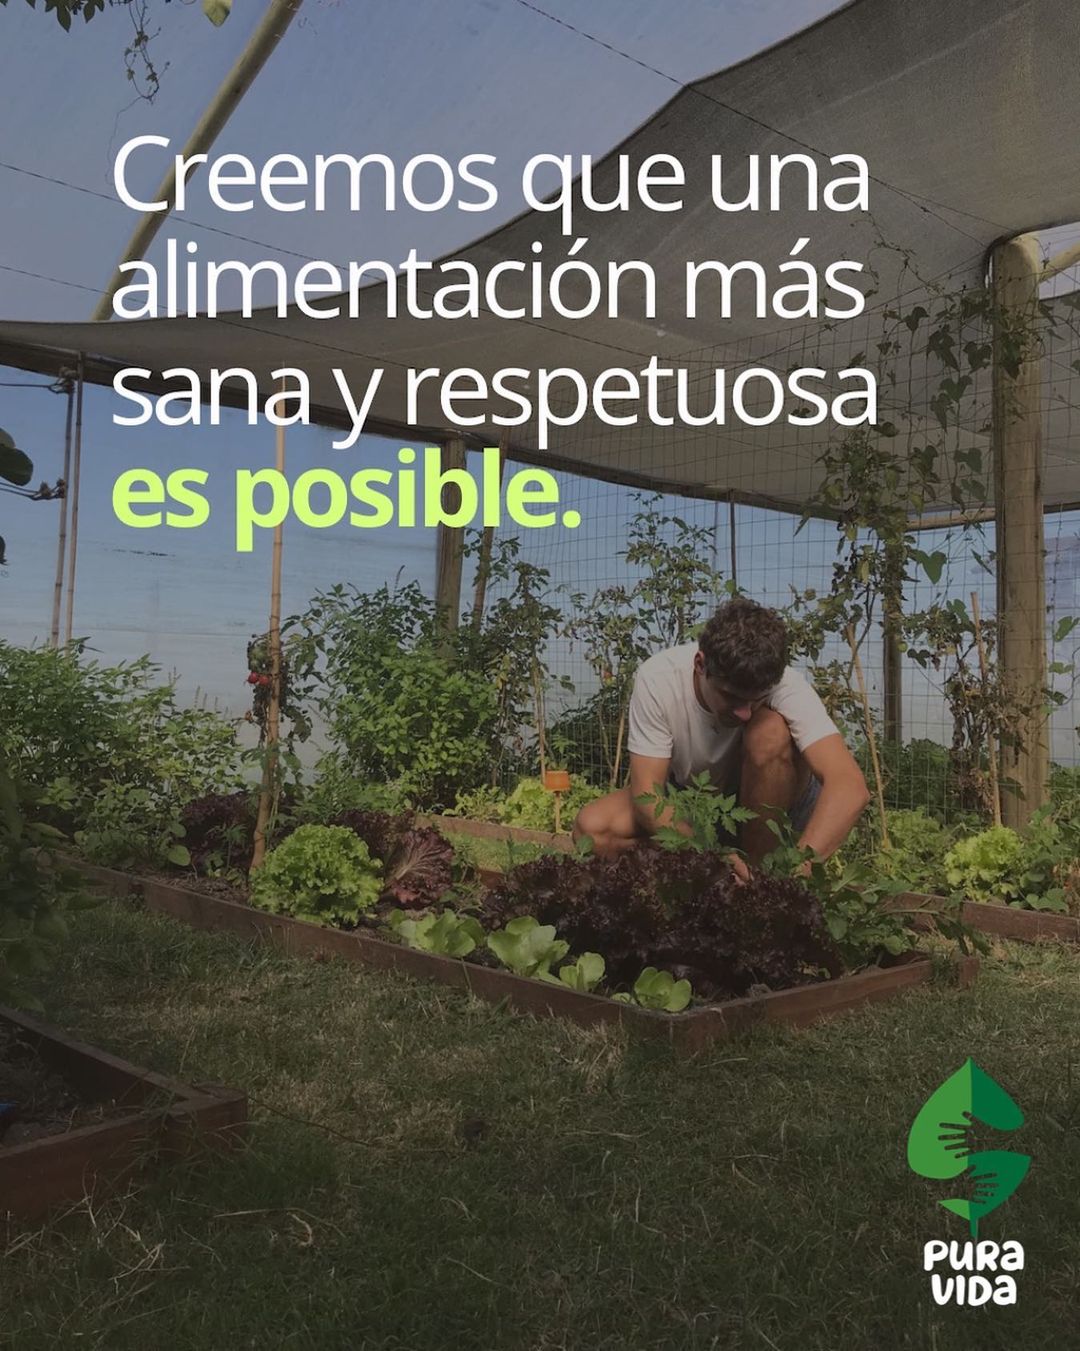 Creemos que una
alimentación más
sana y respetuosa
es posible.
PURA
VIDA